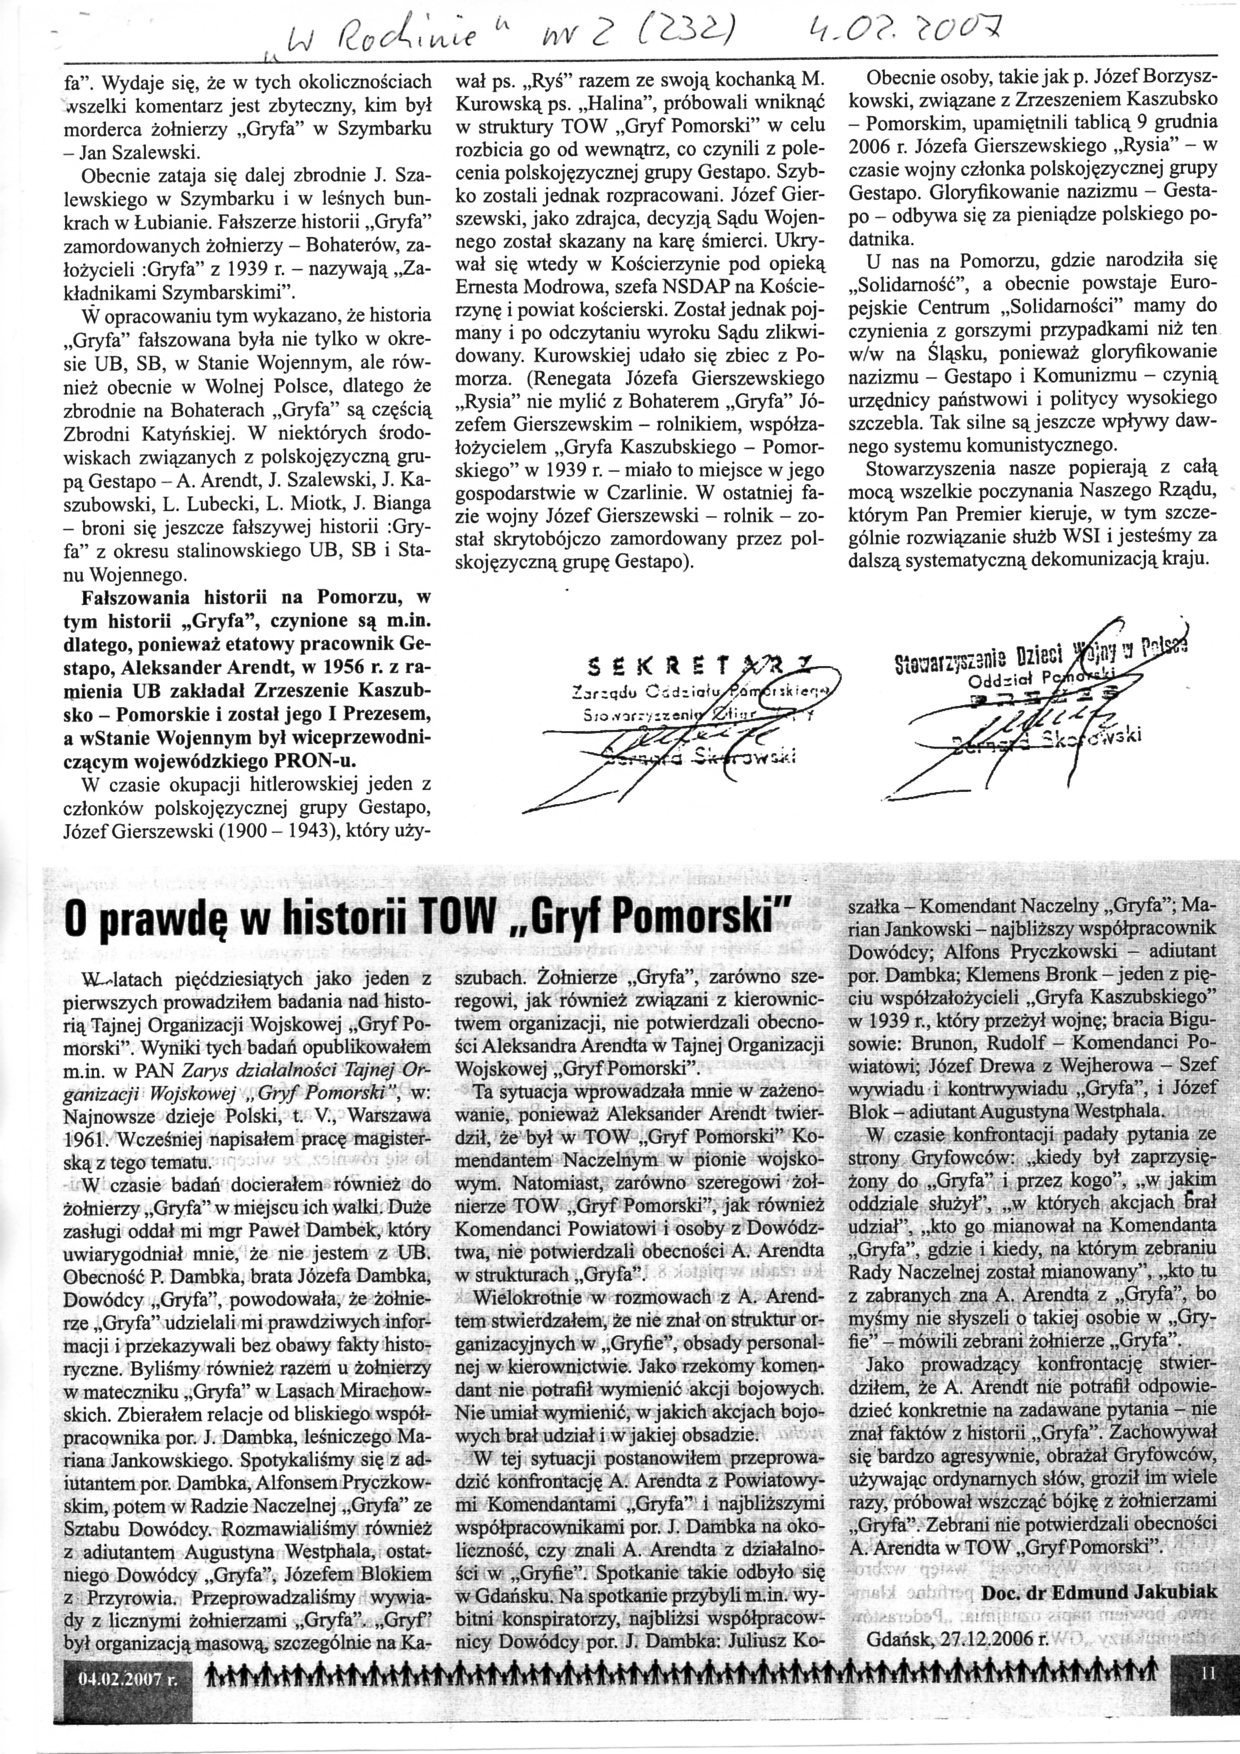 „W Rodzinie" nr 2 (232) 4.02.2007
fa”. Wydaje się, że w tych okolicznościach
wszelki komentarz jest zbyteczny, kim był
morderca żołnierzy „Gryfa” w Szymbarku
– Jan Szalewski.
Obecnie zataja się dalej zbrodnie J. Sza-
lewskiego w Szymbarku i w leśnych bun-
krach w Łubianie. Fałszerze historii „Gryfa”
zamordowanych żołnierzy – Bohaterów, za-
łożycieli :Gryfa” z 1939 r. – nazywają „Za-
kładnikami Szymbarskimi”.
W opracowaniu tym wykazano, że historia
„Gryfa” fałszowana była nie tylko w okre-
sie UB, SB, w Stanie Wojennym, ale rów-
nież obecnie w Wolnej Polsce, dlatego że
zbrodnie na Bohaterach „Gryfa” są częścią
Zbrodni Katyńskiej. W niektórych środo-
wiskach związanych z polskojęzyczną gru-
pą Gestapo – A. Arendt, J. Szalewski, J. Ka-
szubowski, L. Lubecki, L. Miotk, J. Bianga
– broni się jeszcze fałszywej historii :Gry-
fa” z okresu stalinowskiego UB, SB i Sta-
nu Wojennego.
Fałszowania historii na Pomorzu, w
tym historii „Gryfa”, czynione są m.in.
dlatego, ponieważ etatowy pracownik Ge-
stapo, Aleksander Arendt, w 1956 r. z ra-
mienia UB zakładał Zrzeszenie Kaszub-
sko – Pomorskie i został jego I Prezesem,
a wStanie Wojennym był wiceprzewodni-
czącym wojewódzkiego PRON-u.
W czasie okupacji hitlerowskiej jeden z
członków polskojęzycznej grupy Gestapo,
Józef Gierszewski (1900 – 1943), który uży-
wał ps. „Ryś” razem ze swoją kochanką M.
Kurowską ps. „Halina”, próbowali wniknąć
w struktury TOW „Gryf Pomorski” w celu
rozbicia go od wewnątrz, co czynili z pole-
cenia polskojęzycznej grupy Gestapo. Szyb-
ko zostali jednak rozpracowani. Józef Gier-
szewski, jako zdrajca, decyzją Sądu Wojen-
nego został skazany na karę śmierci. Ukry-
wał się wtedy w Kościerzynie pod opieką
Ernesta Modrowa, szefa NSDAP na Koście-
rzynę i powiat kościerski. Został jednak poj-
many i po odczytaniu wyroku Sądu zlikwi-
dowany. Kurowskiej udało się zbiec z Po-
morza. (Renegata Józefa Gierszewskiego
„Rysia” nie mylić z Bohaterem „Gryfa” Jó-
zefem Gierszewskim – rolnikiem, współza-
łożycielem „Gryfa Kaszubskiego – Pomor-
skiego” w 1939 r. – miało to miejsce w jego
gospodarstwie w Czarlinie. W ostatniej fa-
zie wojny Józef Gierszewski – rolnik – zo-
stał skrytobójczo zamordowany przez pol-
skojęzyczną grupę Gestapo).
Obecnie osoby, takie jak p. Józef Borzysz-
kowski, związane z Zrzeszeniem Kaszubsko
– Pomorskim, upamiętnili tablicą 9 grudnia
2006 r. Józefa Gierszewskiego „Rysia” – w
czasie wojny członka polskojęzycznej grupy
Gestapo. Gloryfikowanie nazizmu – Gesta-
po – odbywa się za pieniądze polskiego po-
datnika.
U nas na Pomorzu, gdzie narodziła się
„Solidarność”, a obecnie powstaje Euro-
pejskie Centrum „Solidarności” mamy do
czynienia z gorszymi przypadkami niż ten
w/w na Śląsku, ponieważ gloryfikowanie
nazizmu – Gestapo i Komunizmu – czynią
urzędnicy państwowi i politycy wysokiego
szczebla. Tak silne są jeszcze wpływy daw-
nego systemu komunistycznego.
Stowarzyszenia nasze popierają z całą
mocą wszelkie poczynania Naszego Rządu,
którym Pan Premier kieruje, w tym szcze-
gólnie rozwiązanie służb WSI i jesteśmy za
dalszą systematyczną dekomunizacją kraju.
SEKRETARZ
Zarządu Oddziału Pomorskiego
Stowarzyszenia
Bernard Skorowski
Stowarzyszenie Dzieci Wojny w Polsce
Oddział Pomorski
PREZES
Bernard Skorowski
O prawdę w historii TOW „Gryf Pomorski”
W latach pięćdziesiątych jako jeden z
pierwszych prowadziłem badania nad histo-
rią Tajnej Organizacji Wojskowej „Gryf Po-
morski”. Wyniki tych badań opublikowałem
m.in. w PAN Zarys działalności Tajnej Or-
ganizacji Wojskowej „Gryf Pomorski”, w:
Najnowsze dzieje Polski, t. V., Warszawa
1961. Wcześniej napisałem pracę magister-
ską z tego tematu.
W czasie badań docierałem również do
żołnierzy „Gryfa” w miejscu ich walki. Duże
zasługi oddał mi mgr Paweł Dambek, który
uwiarygodniał mnie, że nie jestem z UB.
Obecność P. Dambka, brata Józefa Dambka,
Dowódcy „Gryfa”, powodowała, że żołnie-
rze „Gryfa” udzielali mi prawdziwych infor-
macji i przekazywali bez obawy fakty histo-
ryczne. Byliśmy również razem u żołnierzy
w mateczniku „Gryfa” w Lasach Mirachow-
skich. Zbierałem relacje od bliskiego współ-
pracownika por. J. Dambka, leśniczego Ma-
riana Jankowskiego. Spotykaliśmy się z ad-
iutantem por. Dambka, Alfonsem Pryczkow-
skim, potem w Radzie Naczelnej „Gryfa” ze
Sztabu Dowódcy. Rozmawialiśmy również
z adiutantem Augustyna Westphala, ostat-
niego Dowódcy „Gryfa”, Józefem Blokiem
z Przyrowia. Przeprowadzaliśmy wywia-
dy z licznymi żołnierzami „Gryfa”. „Gryf”
był organizacją masową, szczególnie na Ka-
szubach. Żołnierze „Gryfa”, zarówno sze-
regowi, jak również związani z kierownic-
twem organizacji, nie potwierdzali obecno-
ści Aleksandra Arendta w Tajnej Organizacji
Wojskowej „Gryf Pomorski”.
Ta sytuacja wprowadzała mnie w zażeno-
wanie, ponieważ Aleksander Arendt twier-
dził, że był w TOW „Gryf Pomorski” Ko-
mendantem Naczelnym w pionie wojsko-
wym. Natomiast, zarówno szeregowi żoł-
nierze TOW „Gryf Pomorski”, jak również
Komendanci Powiatowi i osoby z Dowódz-
twa, nie potwierdzali obecności A. Arendta
w strukturach „Gryfa”.
Wielokrotnie w rozmowach z A. Arend-
tem stwierdzałem, że nie znał on struktur or-
ganizacyjnych w „Gryfie”, obsady personal-
nej w kierownictwie. Jako rzekomy komen-
dant nie potrafił wymienić akcji bojowych.
Nie umiał wymienić, w jakich akcjach bojo-
wych brał udział i w jakiej obsadzie.
W tej sytuacji postanowiłem przeprowa-
dzić konfrontację A. Arendta z Powiatowy-
mi Komendantami „Gryfa” i najbliższymi
współpracownikami por. J. Dambka na oko-
liczność, czy znali A. Arendta z działalno-
ści w „Gryfie”. Spotkanie takie odbyło się
w Gdańsku. Na spotkanie przybyli m.in. wy-
bitni konspiratorzy, najbliżsi współpracow-
nicy Dowódcy por. J. Dambka: Juliusz Ko-
szałka – Komendant Naczelny „Gryfa”; Ma-
rian Jankowski – najbliższy współpracownik
Dowódcy; Alfons Pryczkowski – adiutant
por. Dambka; Klemens Bronk – jeden z pię-
ciu współzałożycieli „Gryfa Kaszubskiego”
w 1939 r., który przeżył wojnę; bracia Bigu-
sowie: Brunon, Rudolf – Komendanci Po-
wiatowi; Józef Drewa z Wejherowa – Szef
wywiadu i kontrwywiadu „Gryfa”, i Józef
Blok – adiutant Augustyna Westphala.
W czasie konfrontacji padały pytania ze
strony Gryfowców: „kiedy był zaprzysię-
żony do „Gryfa” i przez kogo”, „w jakim
oddziale służył”, „w których akcjach brał
udział”, „kto go mianował na Komendanta
„Gryfa”, gdzie i kiedy, na którym zebraniu
Rady Naczelnej został mianowany”, „kto tu
z zabranych zna A. Arendta z „Gryfa”, bo
myśmy nie słyszeli o takiej osobie w „Gry-
fie” – mówili zebrani żołnierze „Gryfa”.
Jako prowadzący konfrontację stwier-
dziłem, że A. Arendt nie potrafił odpowie-
dzieć konkretnie na zadawane pytania – nie
znał faktów z historii „Gryfa”. Zachowywał
się bardzo agresywnie, obrażał Gryfowców,
używając ordynarnych słów, groził im wiele
razy, próbował wszcząć bójkę z żołnierzami
„Gryfa”. Zebrani nie potwierdzali obecności
A. Arendta w TOW „Gryf Pomorski”.
Doc. dr Edmund Jakubiak
Gdańsk, 27.12.2006 r.
04.02.2007 r.
11